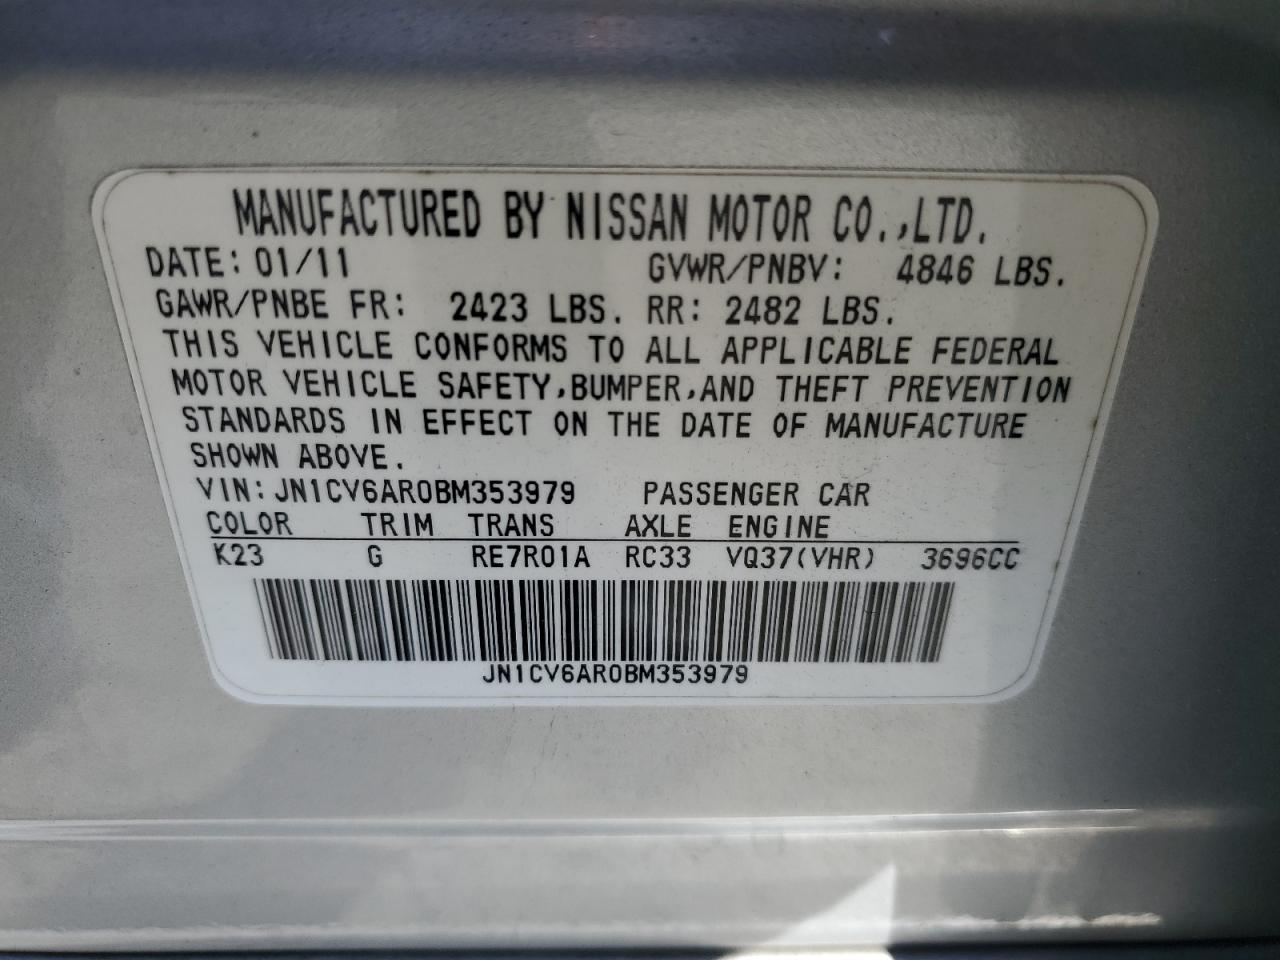 MANUFACTURED BY NISSAN MOTOR CO.,LTD.
DATE: 01/11 GVWR/PNBV: 4846 LBS.
GAWR/PNBE FR: 2423 LBS. RR: 2482 LBS.
THIS VEHICLE CONFORMS TO ALL APPLICABLE FEDERAL
MOTOR VEHICLE SAFETY,BUMPER,AND THEFT PREVENTION
STANDARDS IN EFFECT ON THE DATE OF MANUFACTURE
SHOWN ABOVE.
VIN: JN1CV6AR0BM353979 PASSENGER CAR
COLOR TRIM TRANS AXLE ENGINE
K23 G RE7R01A RC33 VQ37(VHR) 3696CC
JN1CV6AR0BM353979